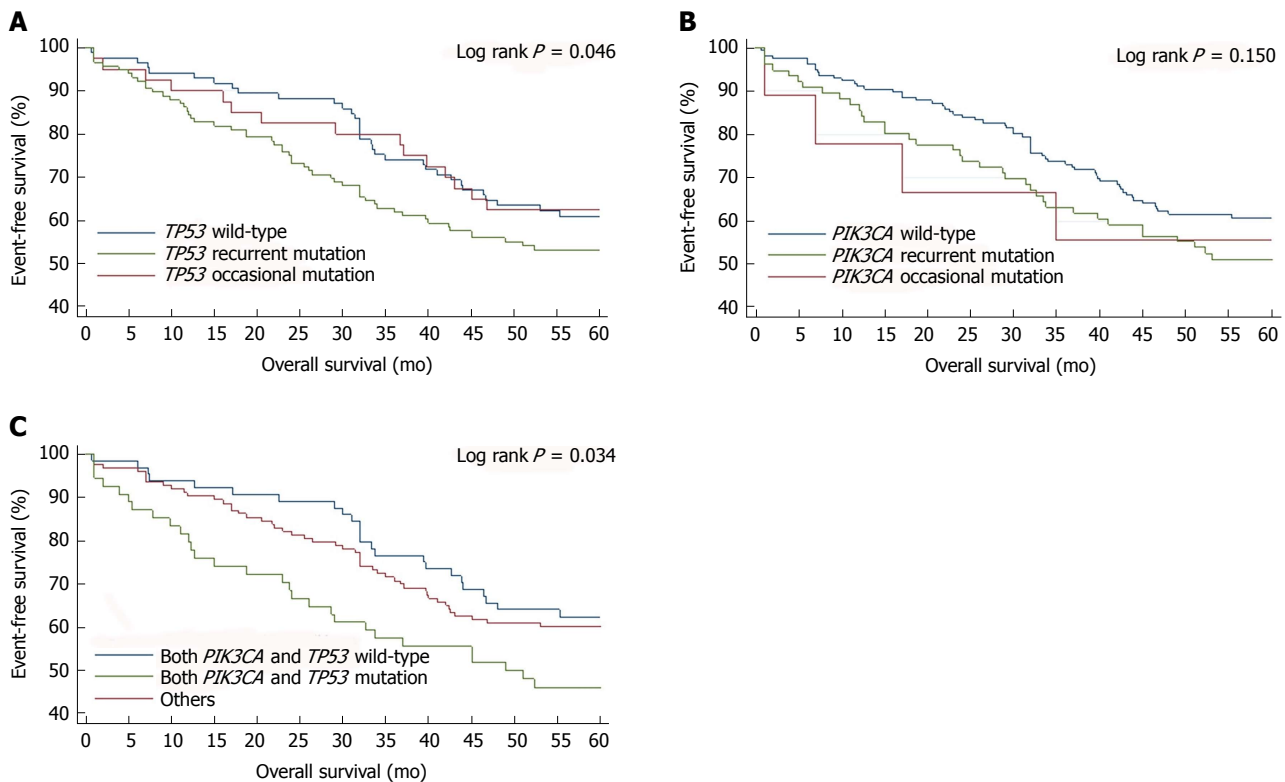 A
Log rank P = 0.046
Event-free survival (%)
100
90
80
70
60
50
40
TP53 wild-type
TP53 recurrent mutation
TP53 occasional mutation
0 5 10 15 20 25 30 35 40 45 50 55 60
Overall survival (mo)
B
Log rank P = 0.150
Event-free survival (%)
100
90
80
70
60
50
40
PIK3CA wild-type
PIK3CA recurrent mutation
PIK3CA occasional mutation
0 5 10 15 20 25 30 35 40 45 50 55 60
Overall survival (mo)
C
Log rank P = 0.034
Event-free survival (%)
100
90
80
70
60
50
40
Both PIK3CA and TP53 wild-type
Both PIK3CA and TP53 mutation
Others
0 5 10 15 20 25 30 35 40 45 50 55 60
Overall survival (mo)